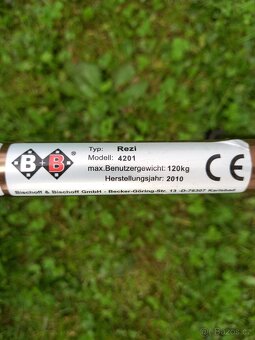 B+B®
Typ: Rezi
Modell: 4201
max.Benutzergewicht: 120kg
Herstellungsjahr: 2010
CE
Bischoff & Bischoff GmbH - Becker-Göring-Str. 13 -D-76307 Karlsbad